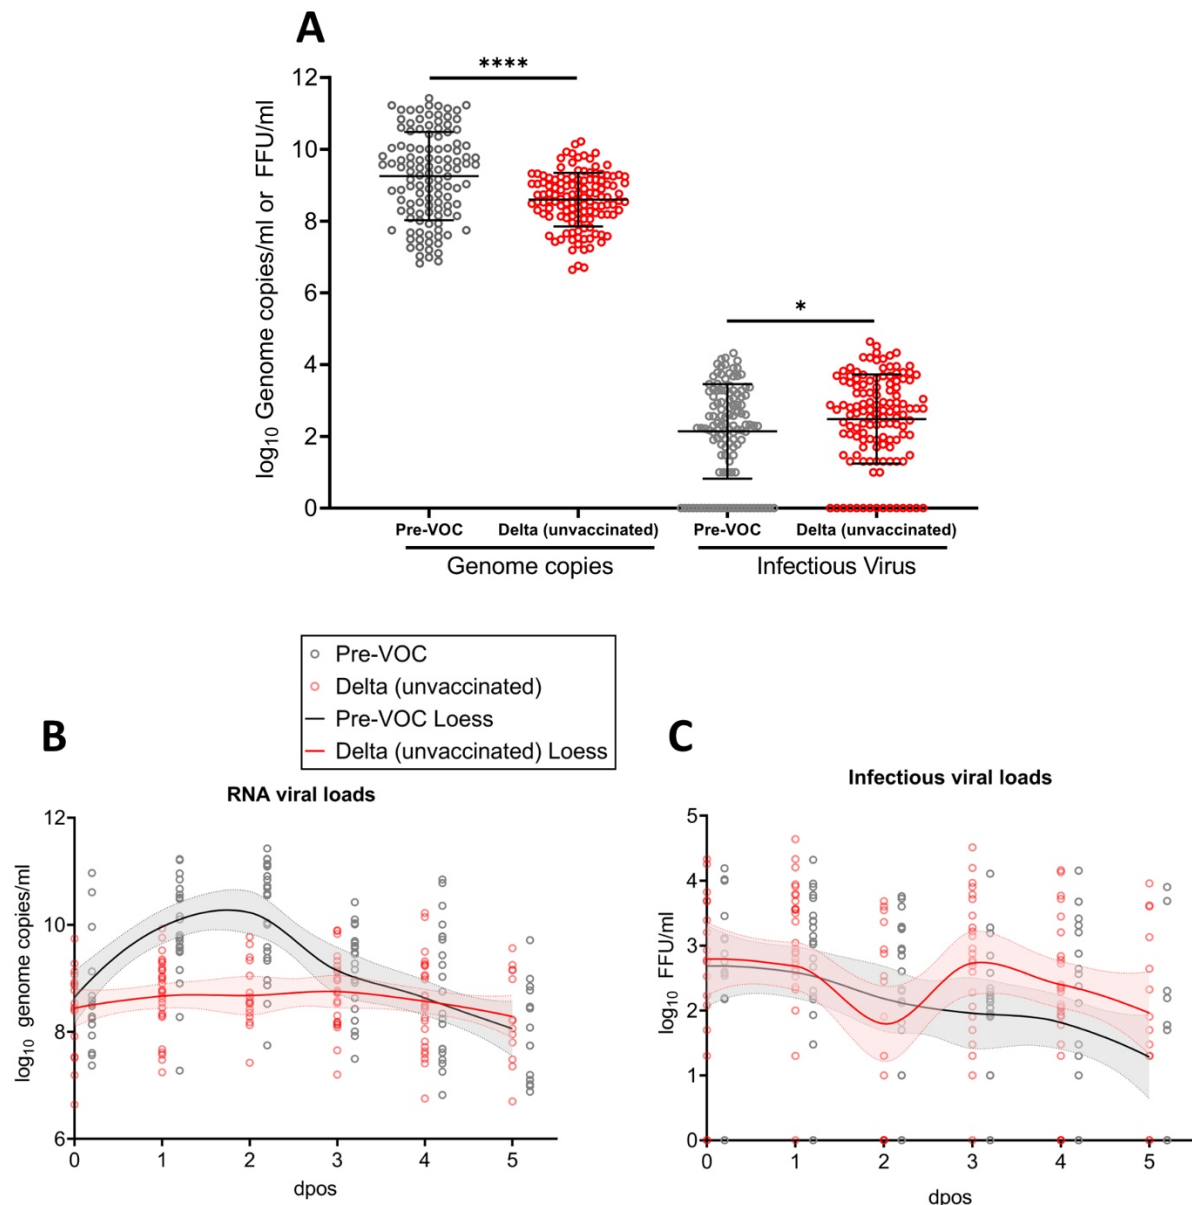 A
****
12
10
8
6
4
2
0
log10 Genome copies/ml or FFU/ml
*
Pre-VOC Delta (unvaccinated) Pre-VOC Delta (unvaccinated)
Genome copies Infectious Virus
Pre-VOC
Delta (unvaccinated)
Pre-VOC Loess
Delta (unvaccinated) Loess
B
RNA viral loads
12
10
8
6
log10 genome copies/ml
0 1 2 3 4 5
dpos
C
Infectious viral loads
5
4
3
2
1
0
log10 FFU/ml
0 1 2 3 4 5
dpos